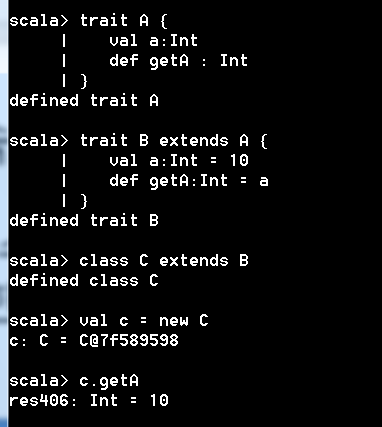 scala> trait A {
     |    val a:Int
     |    def getA : Int
     | }
defined trait A
scala> trait B extends A {
     |    val a:Int = 10
     |    def getA:Int = a
     | }
defined trait B
scala> class C extends B
defined class C
scala> val c = new C
c: C = C@7f589598
scala> c.getA
res406: Int = 10